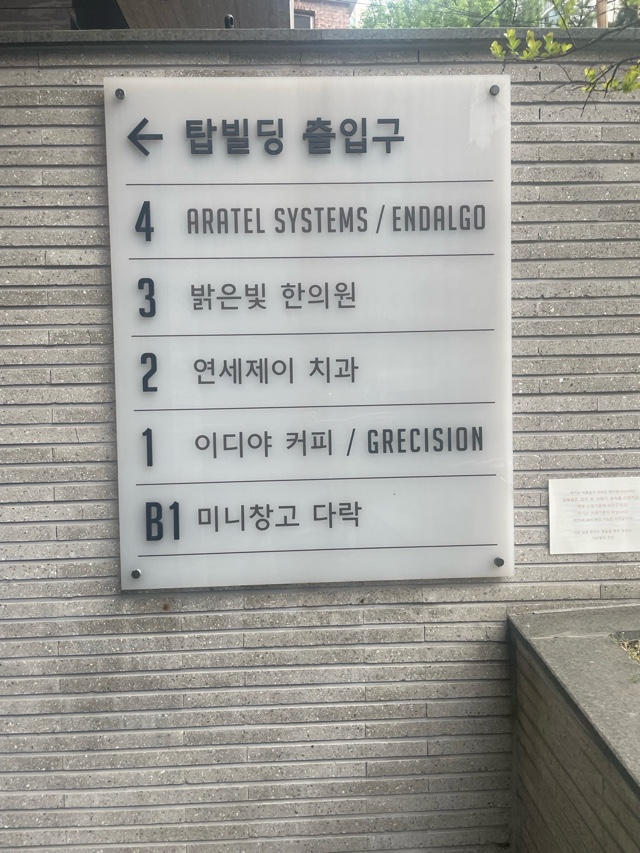 ← 탑빌딩 출입구
4 ARATEL SYSTEMS / ENDALGO
3 밝은빛 한의원
2 연세제이 치과
1 이디야 커피 / GRECISION
B1 미니창고 다락